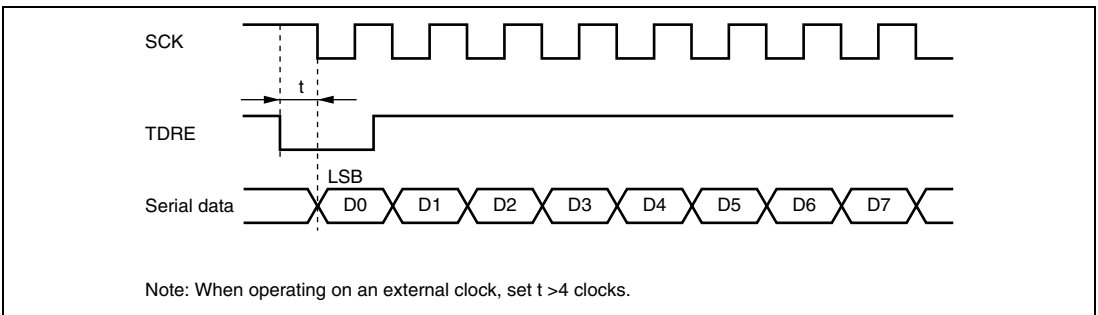 SCK
t
TDRE
LSB
Serial data D0 D1 D2 D3 D4 D5 D6 D7
Note: When operating on an external clock, set t >4 clocks.